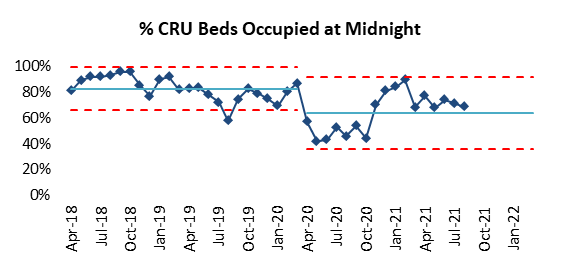 % CRU Beds Occupied at Midnight
100%
80%
60%
40%
20%
0%
Apr-18
Jul-18
Oct-18
Jan-19
Apr-19
Jul-19
Oct-19
Jan-20
Apr-20
Jul-20
Oct-20
Jan-21
Apr-21
Jul-21
Oct-21
Jan-22